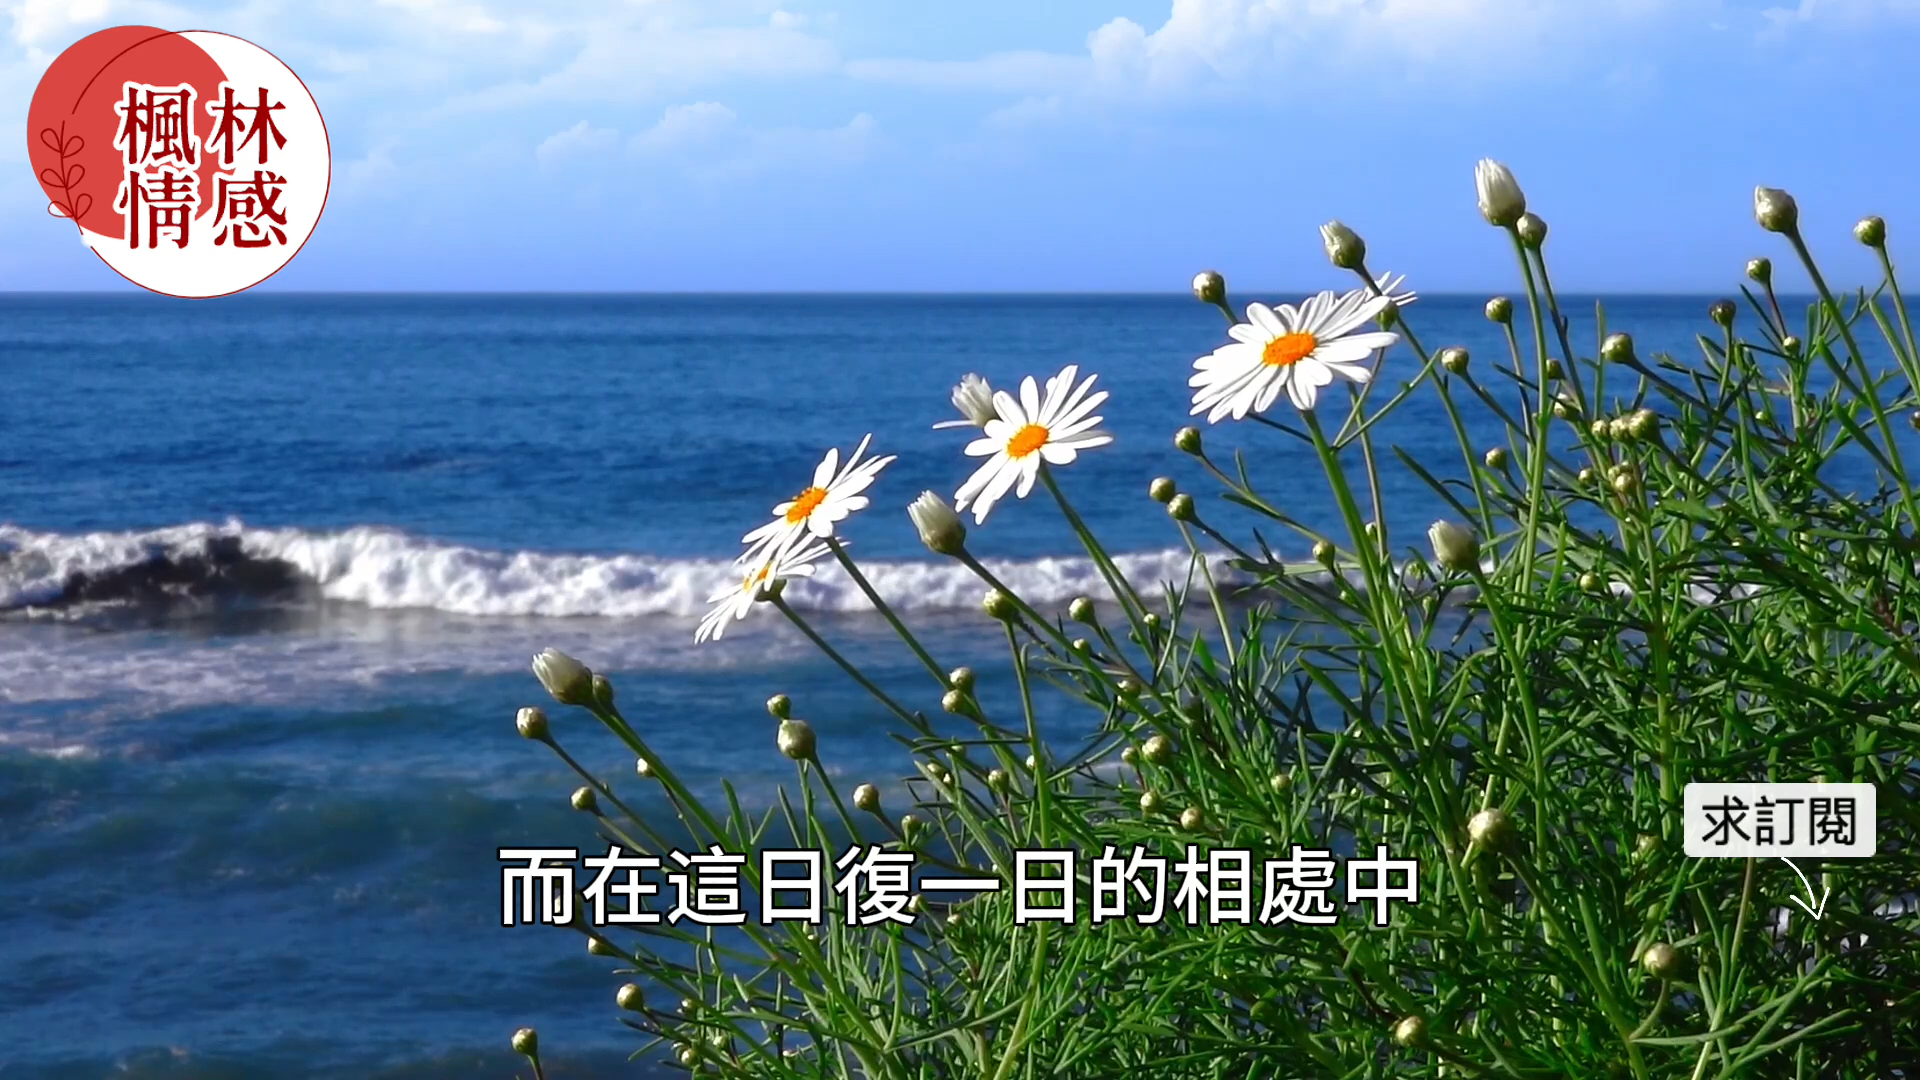 楓林
情感
求訂閱
而在這日復一日的相處中